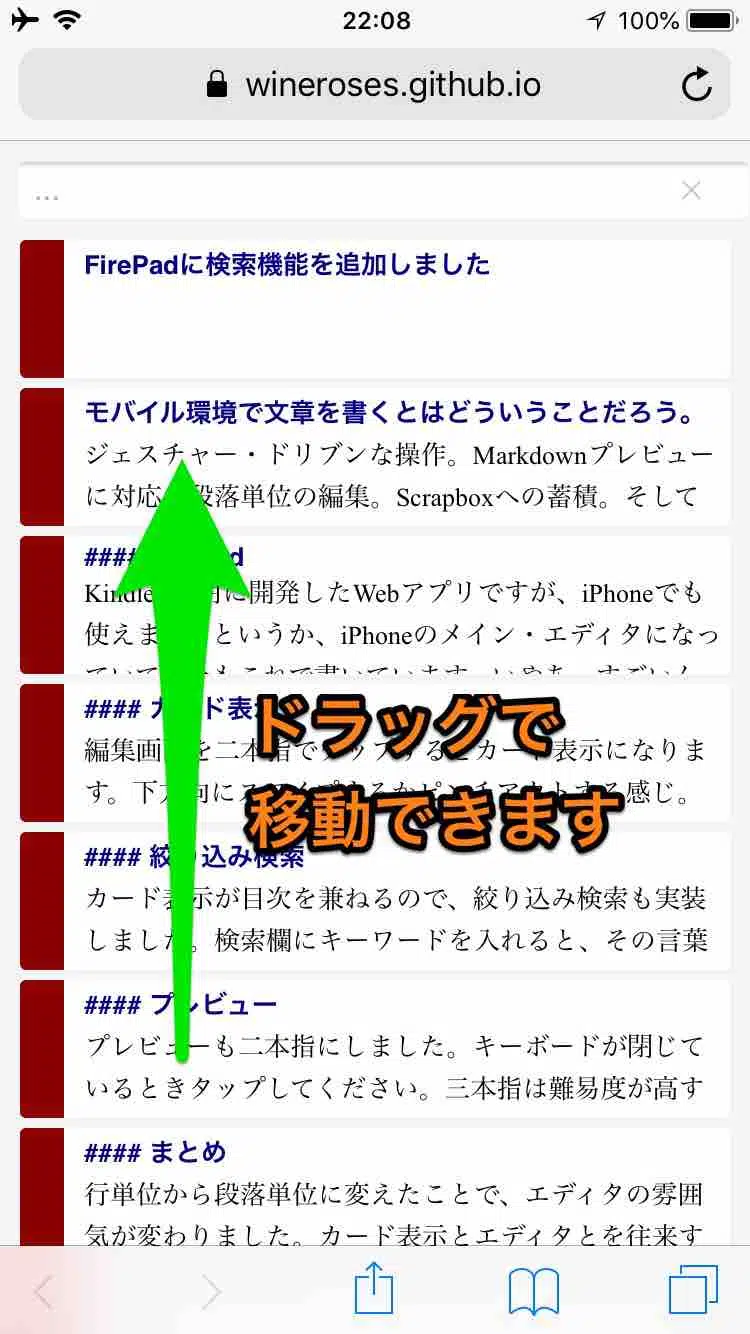 22:08
100%
wineroses.github.io
...
FirePadに検索機能を追加しました
モバイル環境で文章を書くとはどういうことだろう。
ジェスチャー・ドリブンな操作。Markdownプレビュー
に対応 段落単位の編集。Scrapboxへの蓄積。そして
#### d
Kindle 用に開発したWebアプリですが、iPhoneでも
使えま というか、iPhoneのメイン・エディタになっ
#### カード表
編集画 を二本指でタップするとカード表示になりま
す。下方向に 感じ。
ドラッグで
移動できます
#### 絞り込み検索
カード表示が目次を兼ねるので、絞り込み検索も実装
しました。検索欄にキーワードを入れると、その言葉
#### プレビュー
プレビューも二本指にしました。キーボードが閉じて
いるときタップしてください。三本指は難易度が高す
#### まとめ
行単位から段落単位に変えたことで、エディタの雰囲
気が変わりました。カード表示とエディタとを往来す